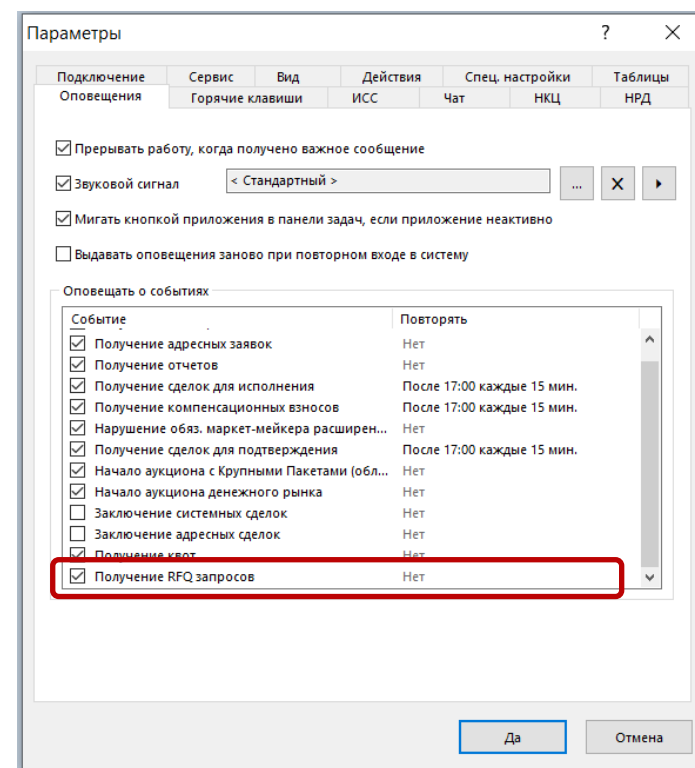 Параметры ?
Подключение Сервис Вид Действия Спец. настройки Таблицы
Оповещения Горячие клавиши ИСС Чат НКЦ НРД
Прерывать работу, когда получено важное сообщение
Звуковой сигнал < Стандартный > ...
Мигать кнопкой приложения в панели задач, если приложение неактивно
Выдавать оповещения заново при повторном входе в систему
Оповещать о событиях
Событие Повторять
Получение адресных заявок Нет
Получение отчетов Нет
Получение сделок для исполнения После 17:00 каждые 15 мин.
Получение компенсационных взносов После 17:00 каждые 15 мин.
Нарушение обяз. маркет-мейкера расширен... Нет
Получение сделок для подтверждения После 17:00 каждые 15 мин.
Начало аукциона с Крупными Пакетами (обл... Нет
Начало аукциона денежного рынка Нет
Заключение системных сделок Нет
Заключение адресных сделок Нет
Получение квот Нет
Получение RFQ запросов Нет
Да Отмена